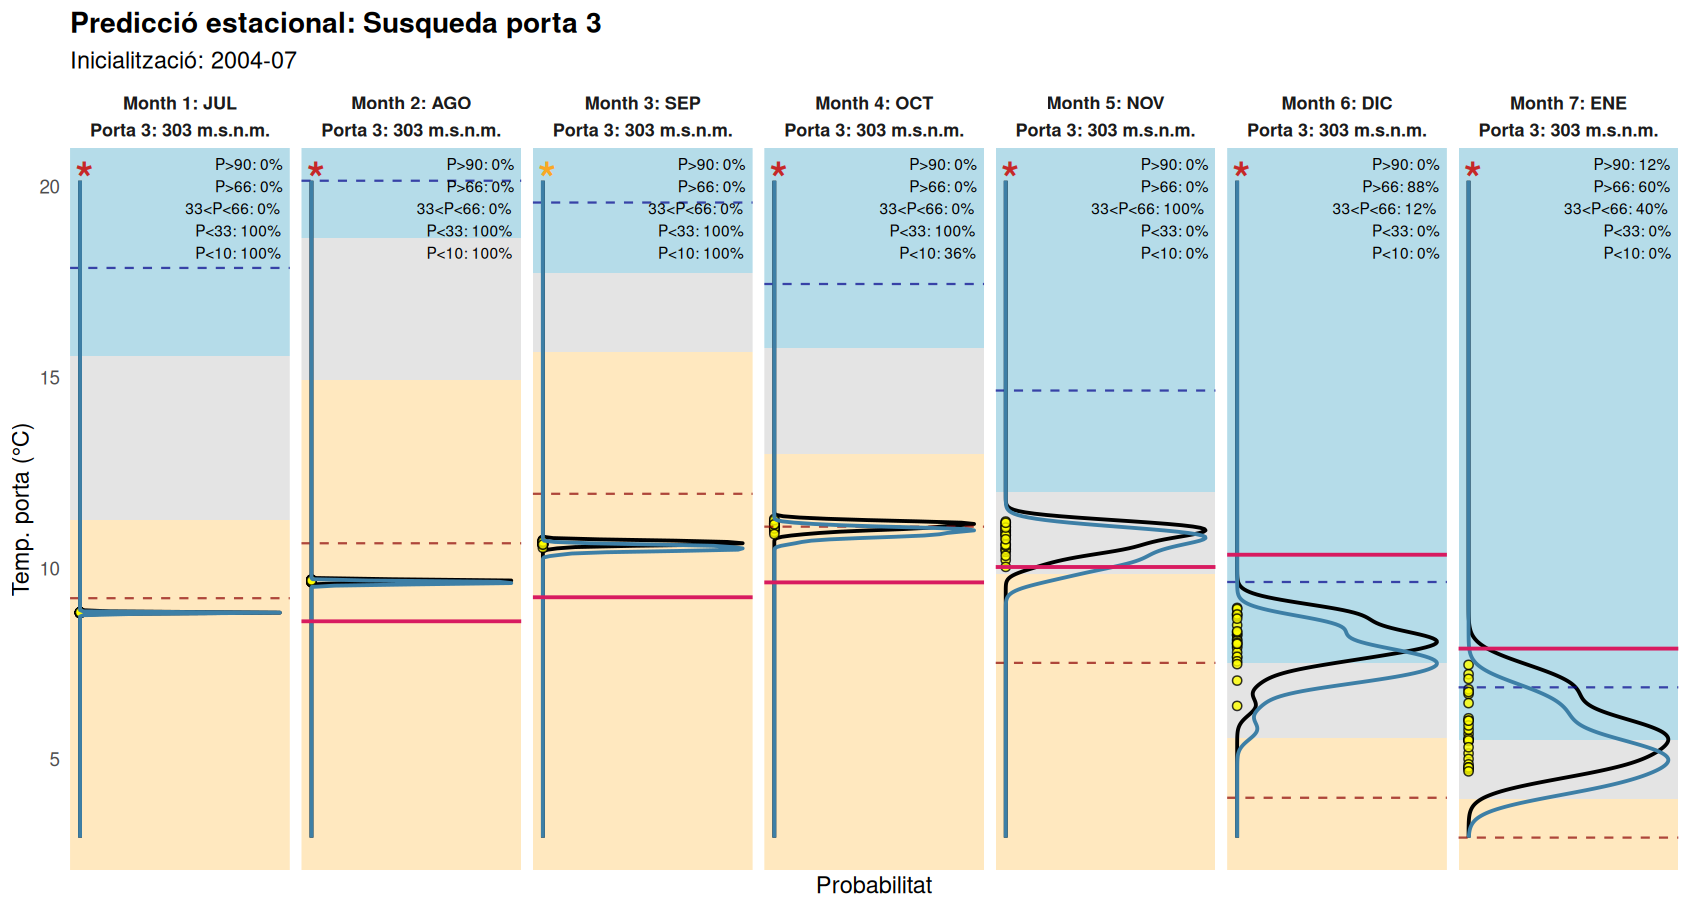 Predicció estacional: Susqueda porta 3
Inicialització: 2004-07
Month 1: JUL
Porta 3: 303 m.s.n.m.
Month 2: AGO
Porta 3: 303 m.s.n.m.
Month 3: SEP
Porta 3: 303 m.s.n.m.
Month 4: OCT
Porta 3: 303 m.s.n.m.
Month 5: NOV
Porta 3: 303 m.s.n.m.
Month 6: DIC
Porta 3: 303 m.s.n.m.
Month 7: ENE
Porta 3: 303 m.s.n.m.
*
P>90: 0%
P>66: 0%
33<P<66: 0%
P<33: 100%
P<10: 100%
*
P>90: 0%
P>66: 0%
33<P<66: 0%
P<33: 100%
P<10: 100%
*
P>90: 0%
P>66: 0%
33<P<66: 0%
P<33: 100%
P<10: 100%
*
P>90: 0%
P>66: 0%
33<P<66: 0%
P<33: 100%
P<10: 36%
*
P>90: 0%
P>66: 0%
33<P<66: 100%
P<33: 0%
P<10: 0%
*
P>90: 0%
P>66: 88%
33<P<66: 12%
P<33: 0%
P<10: 0%
*
P>90: 12%
P>66: 60%
33<P<66: 40%
P<33: 0%
P<10: 0%
20
15
10
5
Temp. porta (°C)
Probabilitat